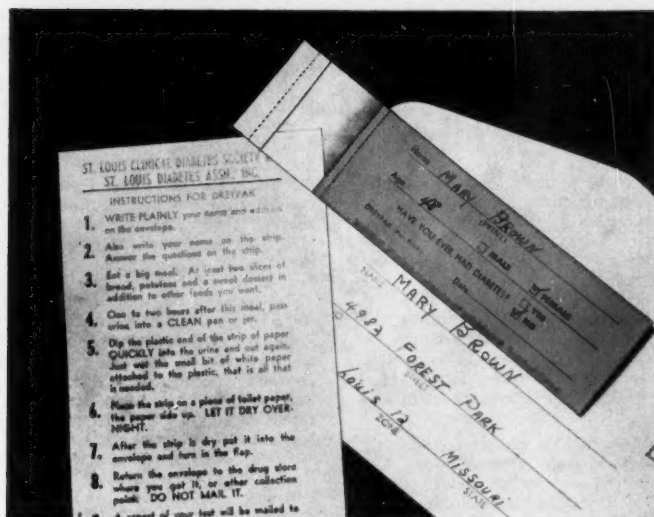 ST. LOUIS CLINICAL DIABETES SOCIETY &
ST. LOUIS DIABETES ASSN., INC.
INSTRUCTIONS FOR DREYPAK
1. WRITE PLAINLY your name and address
on the envelope.
2. Also write your name on the strip.
Answer the questions on the strip.
3. Eat a big meal. At least two slices of
bread, potatoes and a sweet dessert in
addition to other foods you want.
4. One to two hours after this meal, pass
urine into a CLEAN pan or jar.
5. Dip the plastic end of the strip of paper
QUICKLY into the urine and out again.
Just wet the small bit of white paper
attached to the plastic, that is all that
is needed.
6. Place the strip on a piece of toilet paper,
the paper side up. LET IT DRY OVER-
NIGHT.
7. After the strip is dry put it into the
envelope and turn in the flap.
8. Return the envelope to the drug store
where you got it, or other collection
point. DO NOT MAIL IT.
A report of your test will be mailed to
Name MARY BROWN
(PRINT)
Age 48 MALE FEMALE
HAVE YOU EVER HAD DIABETES? YES
Date NO
DREYPAK
NAME MARY BROWN
4982 FOREST PARK
STREET
Louis 12 MISSOURI
ZONE STATE